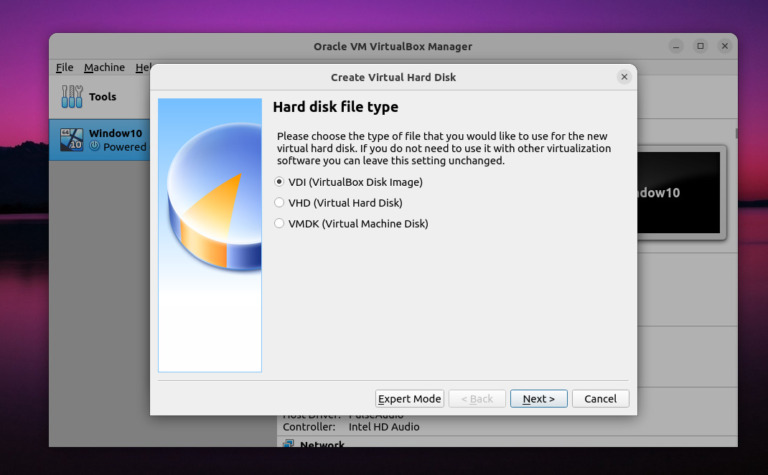 Oracle VM VirtualBox Manager
File Machine Hel
Create Virtual Hard Disk
Tools
Window10
Powered
64
10
Hard disk file type
Please choose the type of file that you would like to use for the new
virtual hard disk. If you do not need to use it with other virtualization
software you can leave this setting unchanged.
VDI (VirtualBox Disk Image)
VHD (Virtual Hard Disk)
VMDK (Virtual Machine Disk)
dow10
Expert Mode < Back Next > Cancel
Host Driver: PulseAudio
Controller: Intel HD Audio
Network